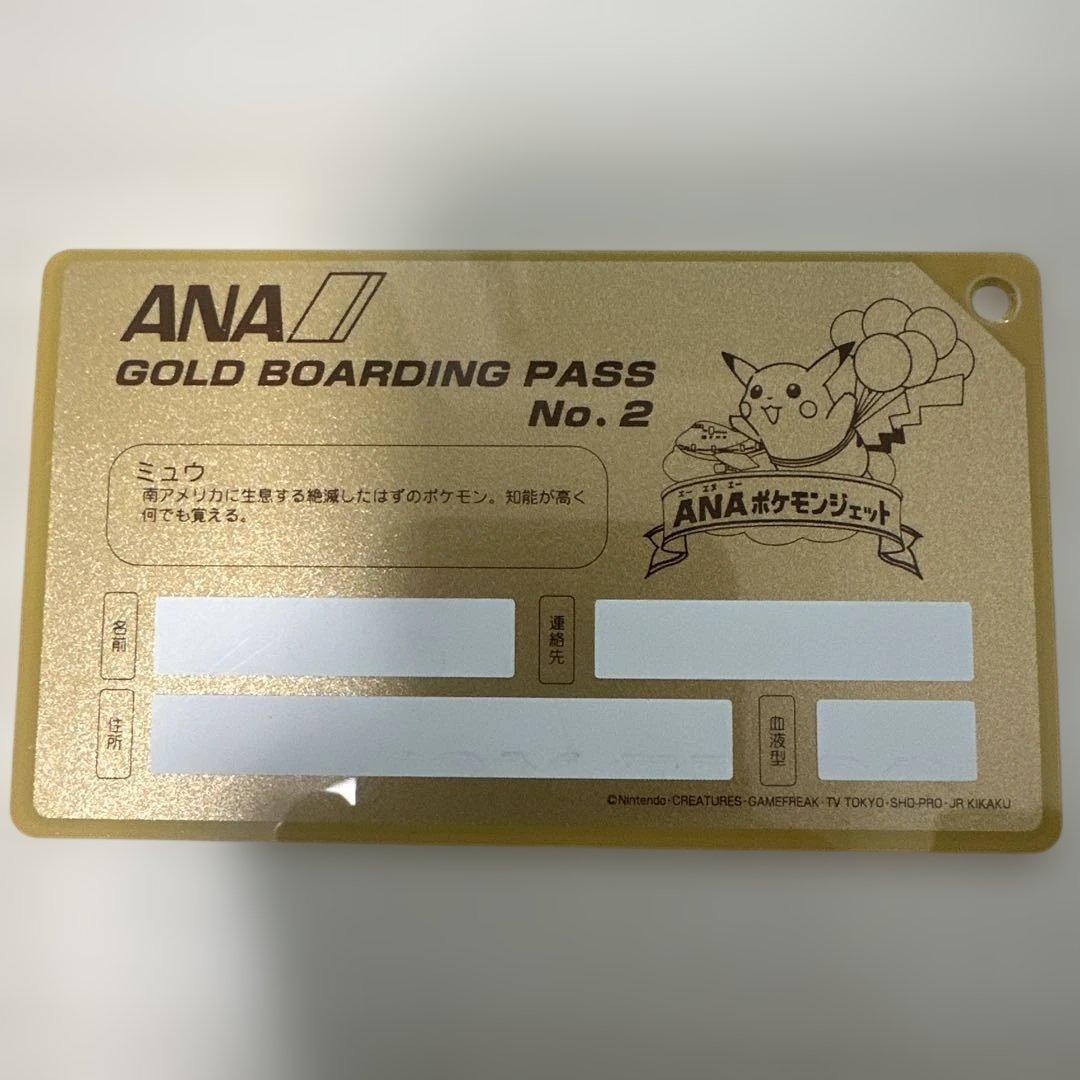 ANA
GOLD BOARDING PASS
No. 2
ミュウ
南アメリカに生息する絶滅したはずのポケモン。知能が高く
何でも覚える。
エー エヌ エー
ANAポケモンジェット
名前
連絡先
住所
血液型
©Nintendo・CREATURES・GAMEFREAK・TV TOKYO・SHO-PRO・JR KIKAKU